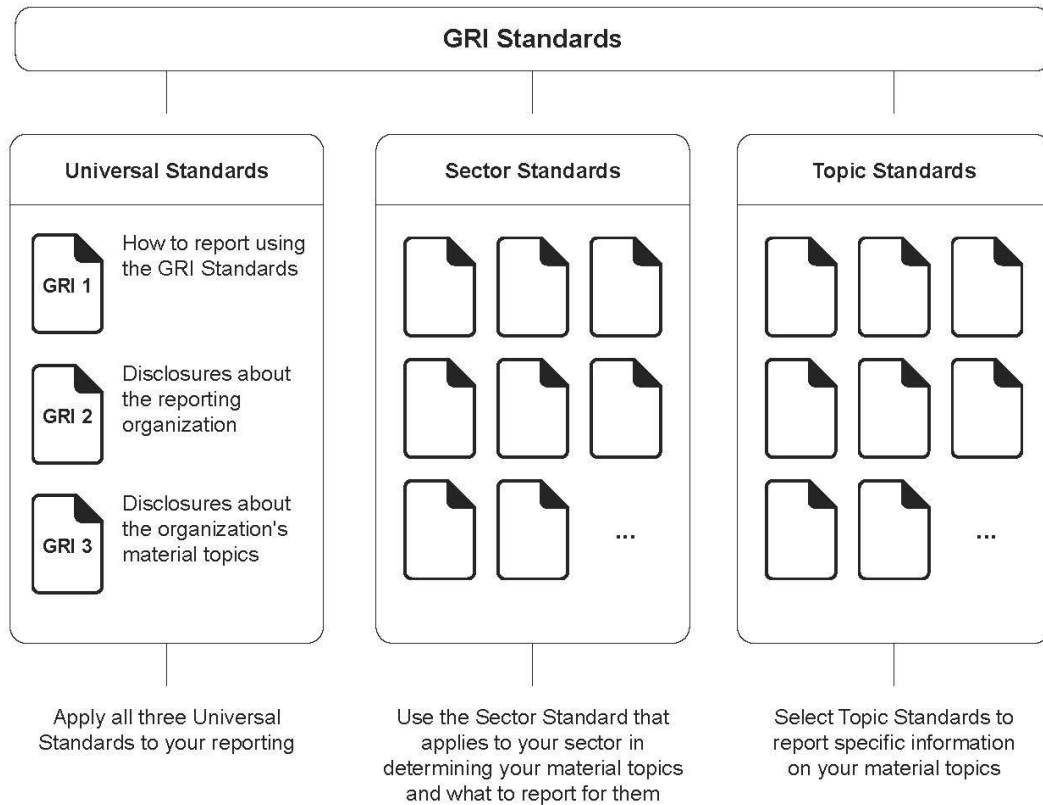 GRI Standards
Universal Standards
GRI 1
How to report using
the GRI Standards
GRI 2
Disclosures about
the reporting
organization
GRI 3
Disclosures about
the organization's
material topics
Apply all three Universal
Standards to your reporting
Sector Standards
...
Use the Sector Standard that
applies to your sector in
determining your material topics
and what to report for them
Topic Standards
...
Select Topic Standards to
report specific information
on your material topics